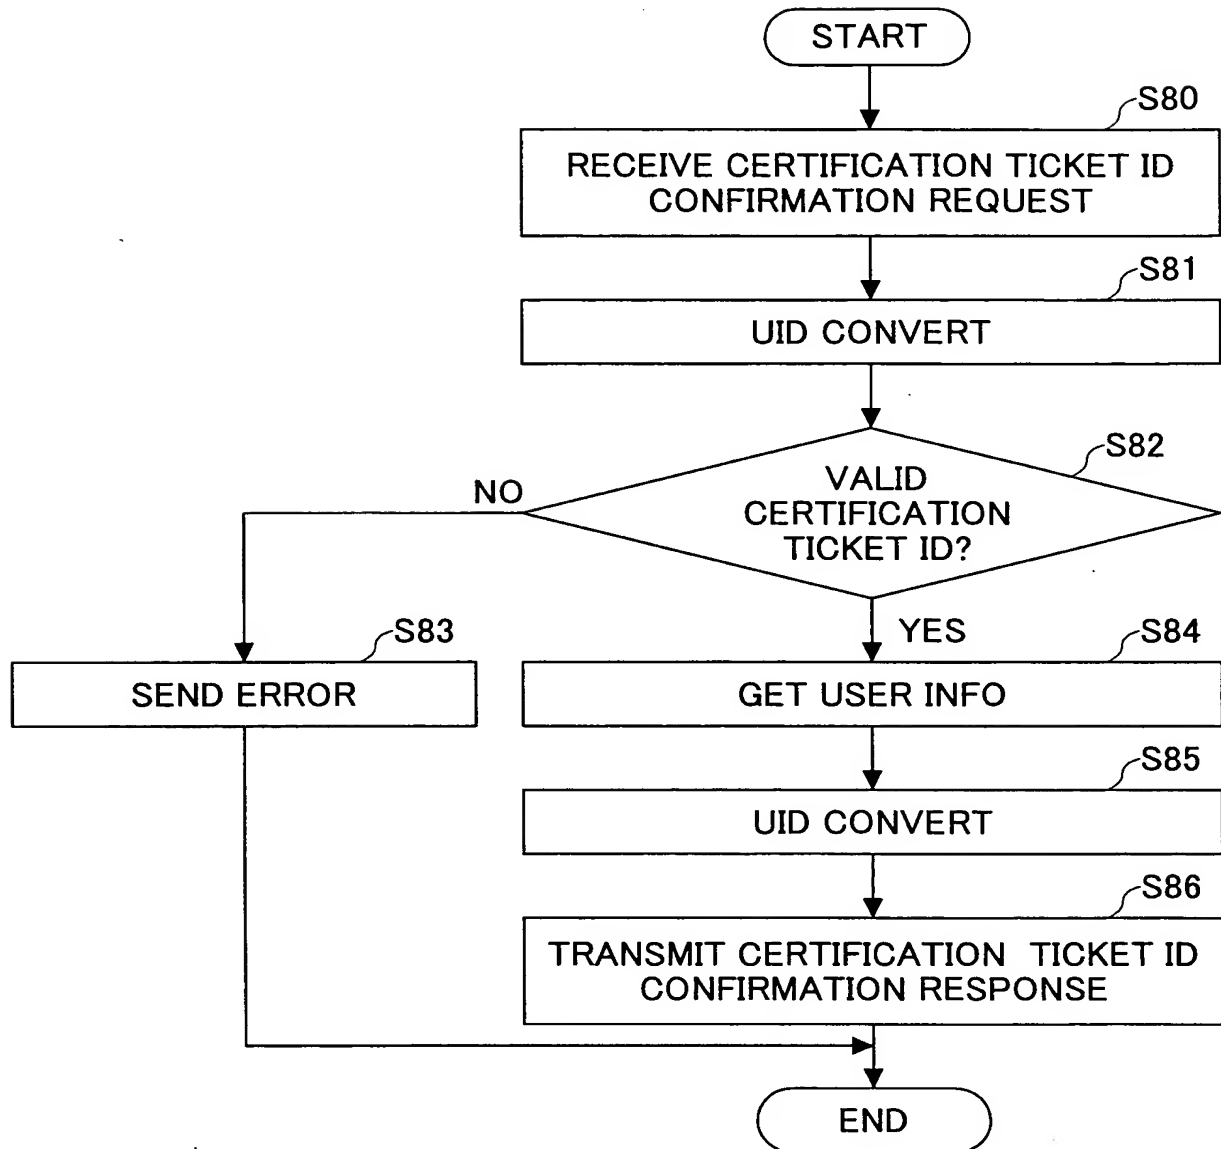 START
S80
RECEIVE CERTIFICATION TICKET ID
CONFIRMATION REQUEST
S81
UID CONVERT
S82
VALID
CERTIFICATION
TICKET ID?
NO
YES
S83
SEND ERROR
S84
GET USER INFO
S85
UID CONVERT
S86
TRANSMIT CERTIFICATION TICKET ID
CONFIRMATION RESPONSE
END